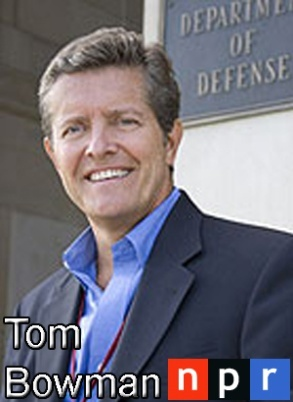 DEPARTMENT
OF
DEFENSE
Tom
Bowman
npr